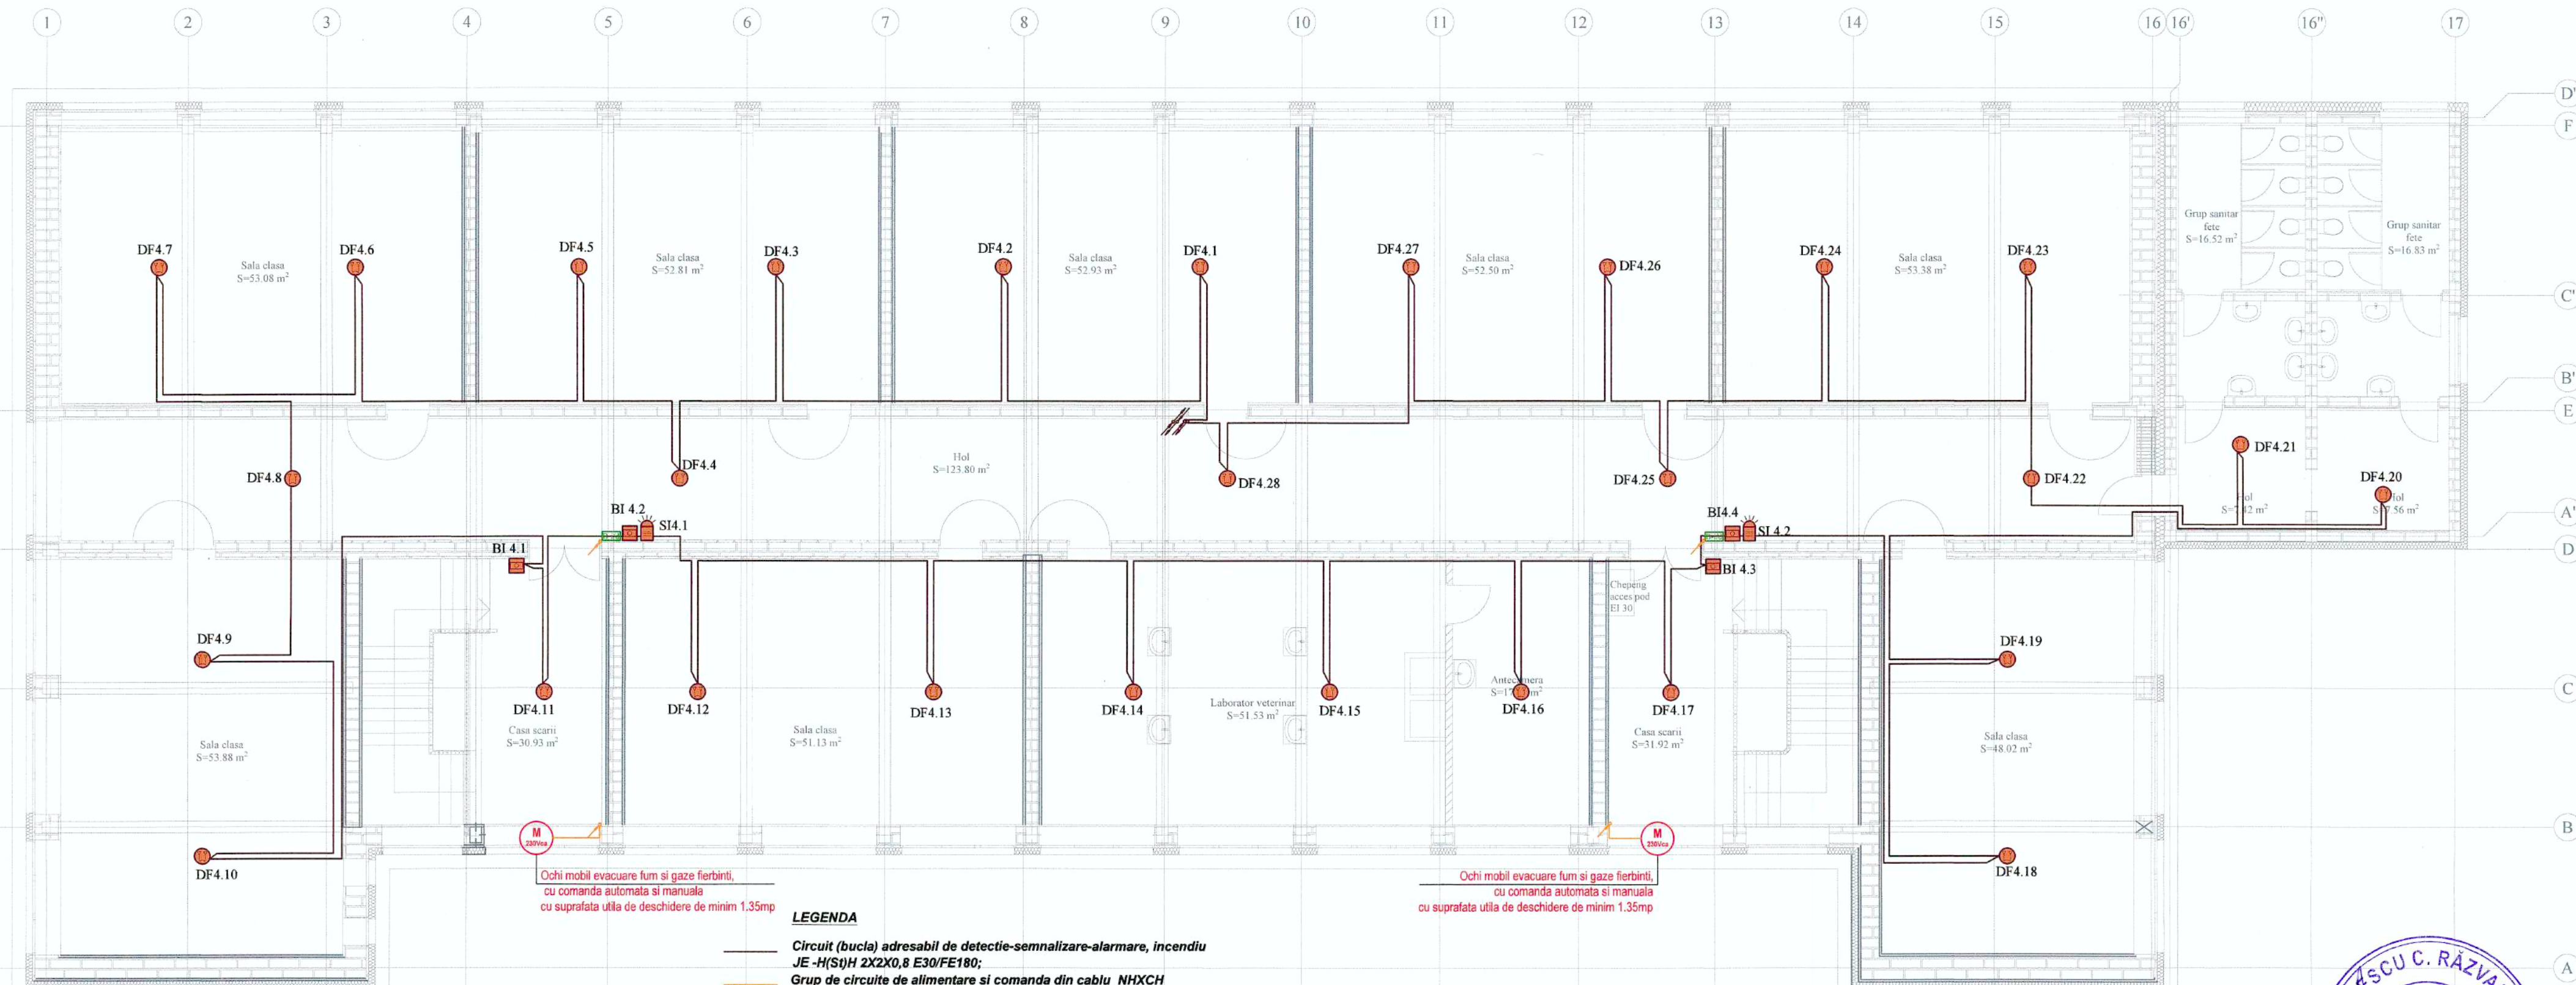 1 2 3 4 5 6 7 8 9 10 11 12 13 14 15 16 16' 16" 17
D'
F
DF4.7
DF4.6
DF4.5
DF4.3
DF4.2
DF4.1
DF4.27
DF4.26
DF4.24
DF4.23
Sala clasa
S=53.08 m²
Sala clasa
S=52.81 m²
Sala clasa
S=52.93 m²
Sala clasa
S=52.50 m²
Sala clasa
S=53.38 m²
Grup sanitar
fete
S=16.52 m²
Grup sanitar
fete
S=16.83 m²
C'
B'
E
DF4.8
DF4.4
Hol
S=123.80 m²
DF4.28
DF4.25
DF4.22
DF4.21
DF4.20
A'
D
BI 4.1
BI 4.2
SI4.1
BI4.4
SI 4.2
BI 4.3
Chepeng
acces pod
EI 30
DF4.9
DF4.19
DF4.11
DF4.12
DF4.13
DF4.14
DF4.15
DF4.16
DF4.17
C
Casa scarii
S=30.93 m²
Sala clasa
S=51.13 m²
Laborator veterinar
S=51.53 m²
Casa scarii
S=31.92 m²
Sala clasa
S=53.88 m²
Sala clasa
S=48.02 m²
B
M
230Vca
M
230Vca
DF4.10
DF4.18
Ochi mobil evacuare fum si gaze fierbinti,
cu comanda automata si manuala
cu suprafata utila de deschidere de minim 1.35mp
Ochi mobil evacuare fum si gaze fierbinti,
cu comanda automata si manuala
cu suprafata utila de deschidere de minim 1.35mp
LEGENDA
Circuit (bucla) adresabil de detectie-semnalizare-alarmare, incendiu
JE -H(St)H 2X2X0,8 E30/FE180;
Grup de circuite de alimentare si comanda din cablu NHXCH
A
SCU C. RĂZVA